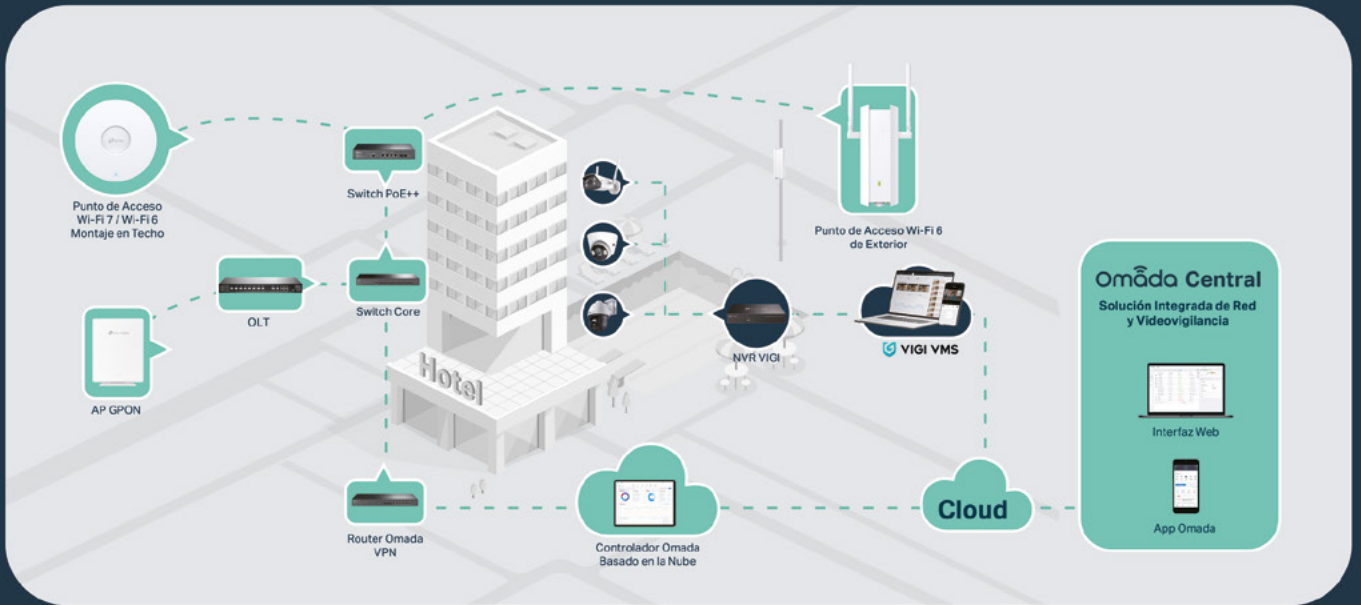 Punto de Acceso
Wi-Fi 7 / Wi-Fi 6
Montaje en Techo
Switch PoE++
Punto de Acceso Wi-Fi 6
de Exterior
OLT
Switch Core
AP GPON
Hotel
NVR VIGI
VIGI VMS
Omada Central
Solución Integrada de Red
y Videovigilancia
Interfaz Web
App Omada
Router Omada
VPN
Controlador Omada
Basado en la Nube
Cloud